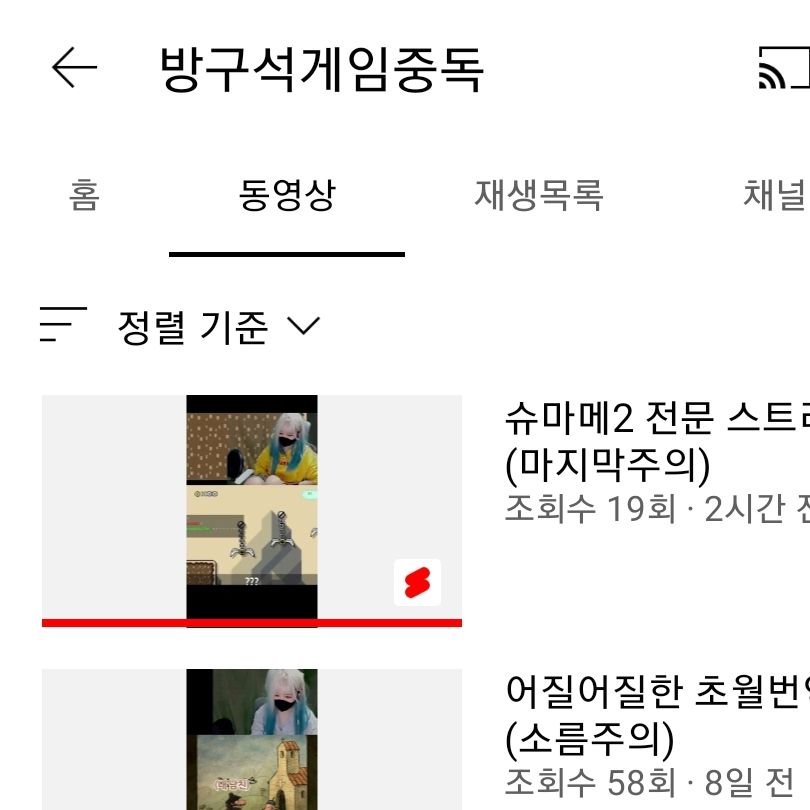 방구석게임중독
홈 동영상 재생목록 채널
정렬 기준
슈마메2 전문 스트
(마지막주의)
조회수 19회 · 2시간
???
어질어질한 초월번
(소름주의)
조회수 58회 · 8일 전